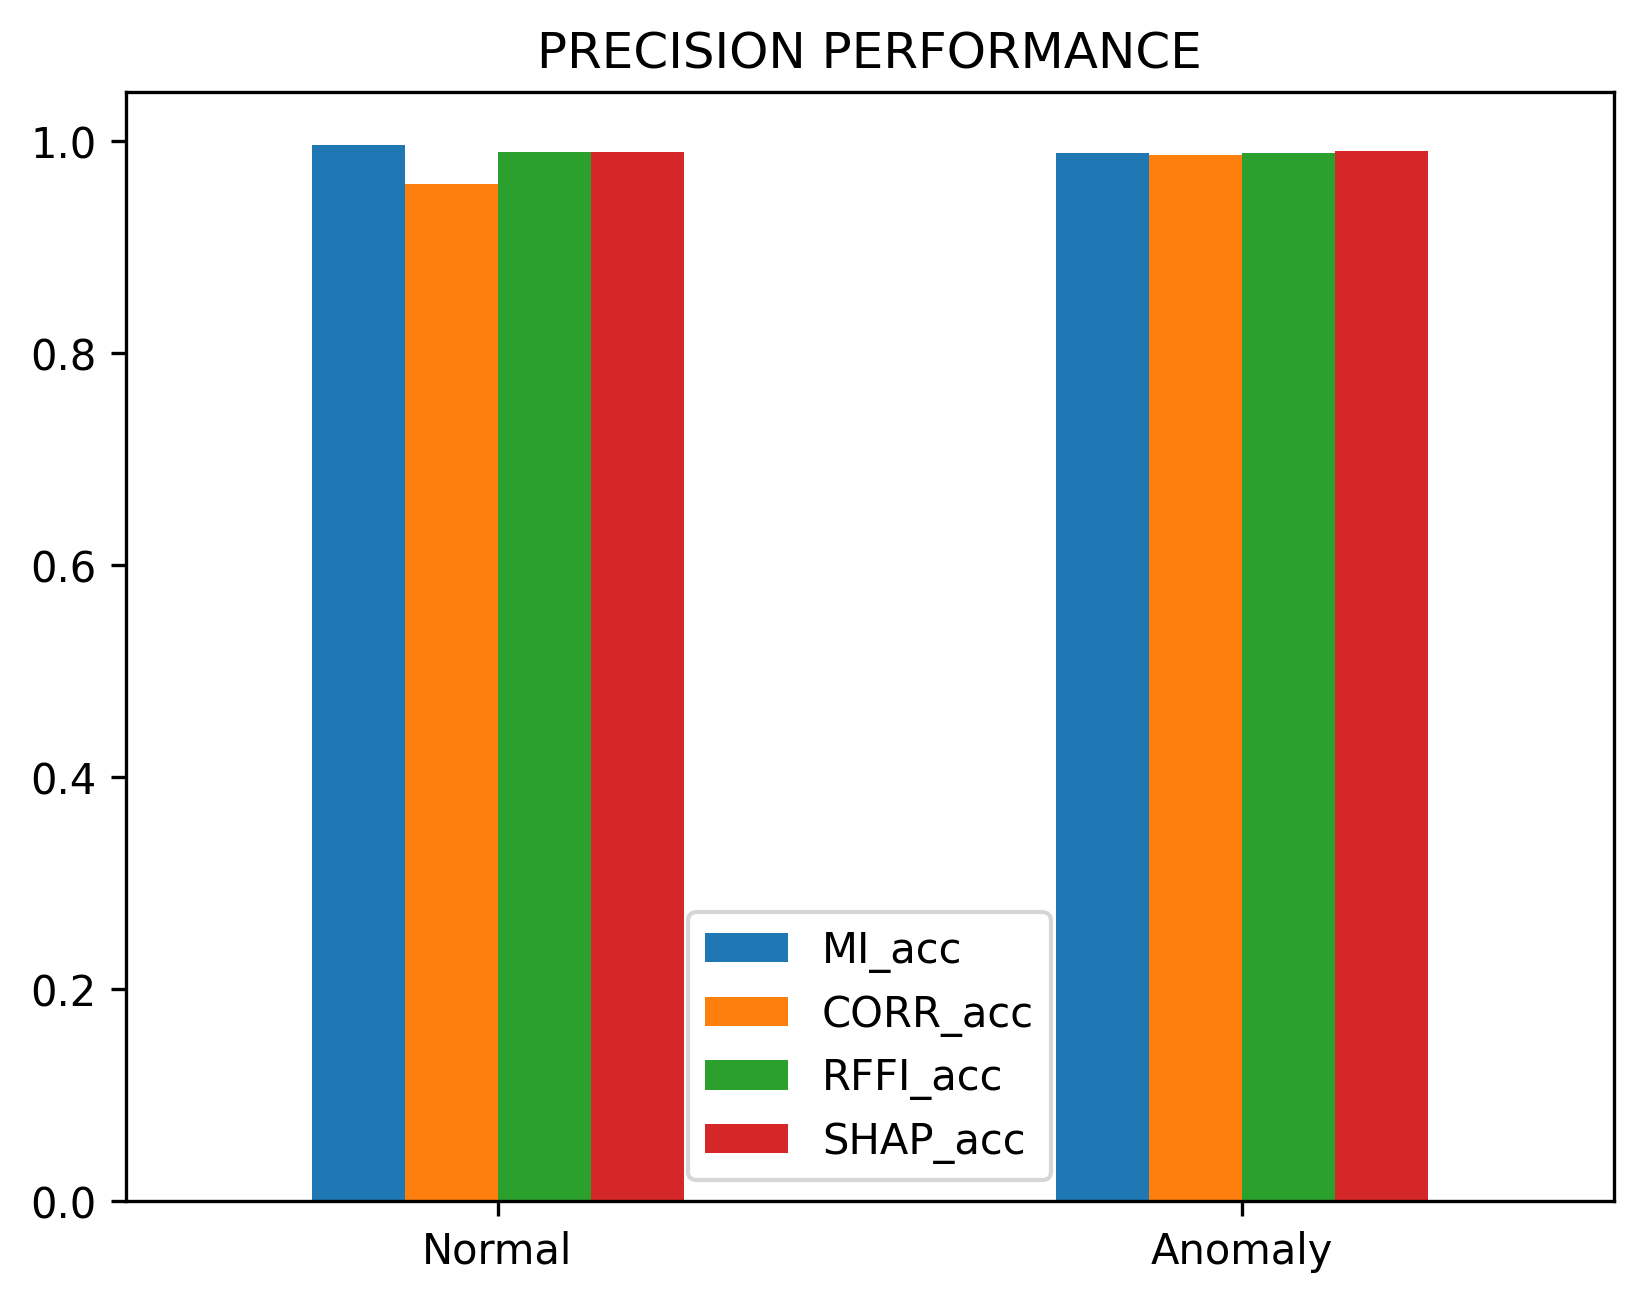 PRECISION PERFORMANCE
1.0
0.8
0.6
0.4
0.2
0.0
MI_acc
CORR_acc
RFFI_acc
SHAP_acc
Normal
Anomaly